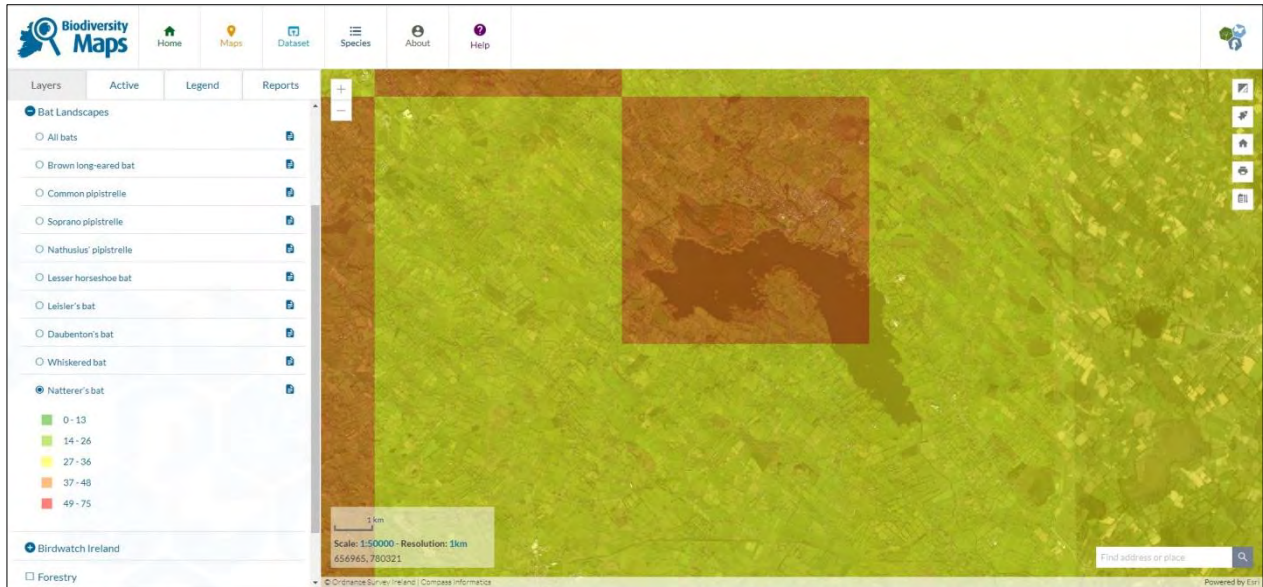 Biodiversity
Maps
Home
Maps
Dataset
Species
About
Help
Layers
Active
Legend
Reports
Bat Landscapes
All bats
Brown long-eared bat
Common pipistrelle
Soprano pipistrelle
Nathusius' pipistrelle
Lesser horseshoe bat
Leisler's bat
Daubenton's bat
Whiskered bat
Natterer's bat
0 - 13
14 - 26
27 - 36
37 - 48
49 - 75
Birdwatch Ireland
Forestry
+
−
1 km
Scale: 1:50000 - Resolution: 1km
656965, 780321
© Ordnance Survey Ireland | Compass Informatics
Find address or place
Powered by Esri